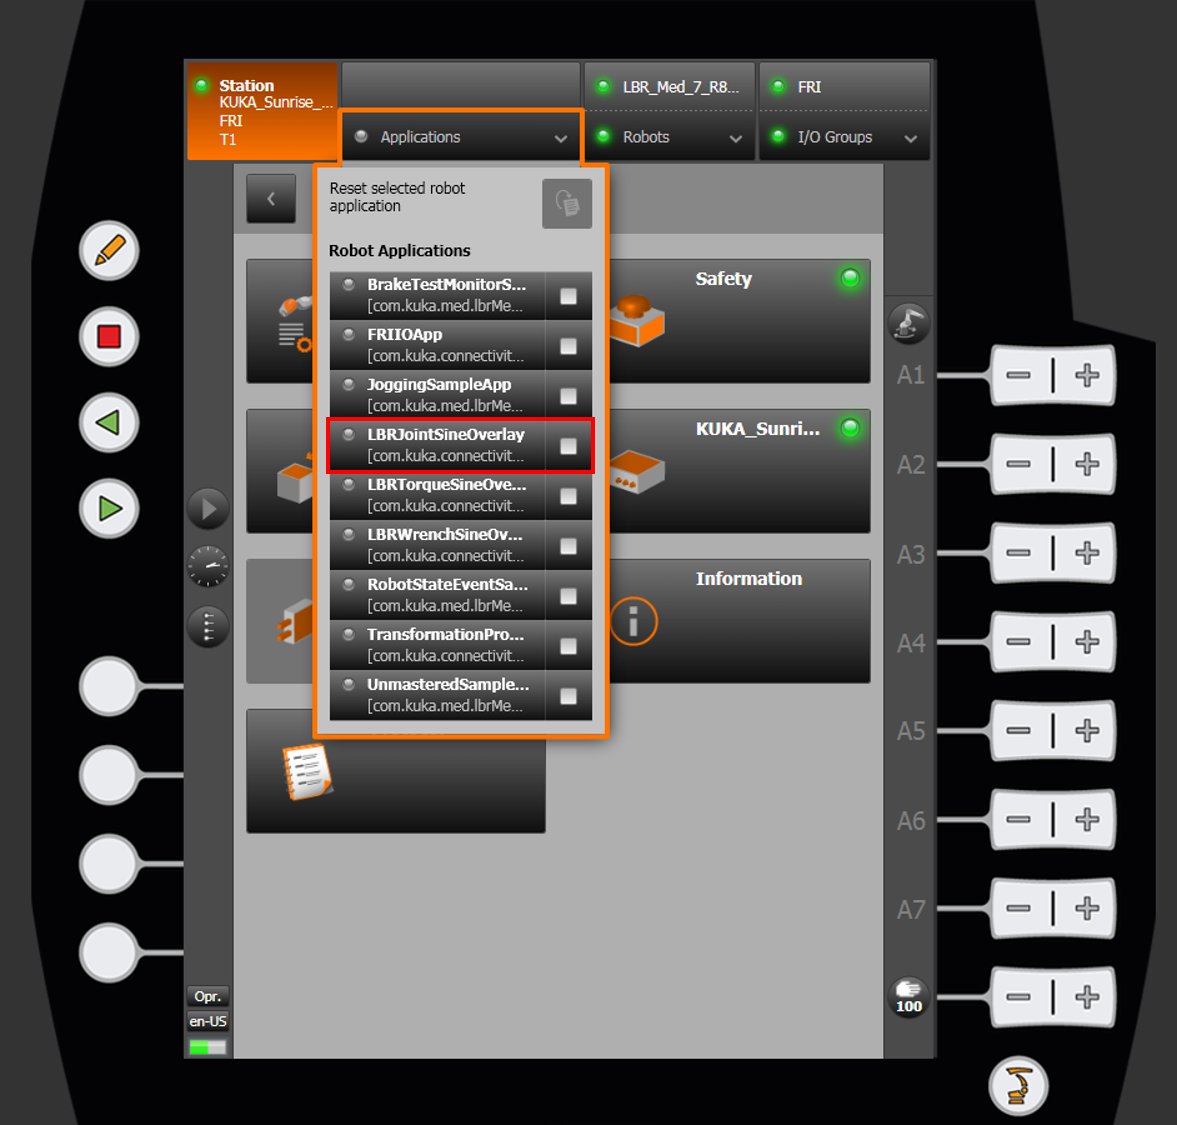 Station
KUKA_Sunrise_...
FRI
T1
LBR_Med_7_R8...
FRI
Applications
Robots
I/O Groups
Reset selected robot
application
Robot Applications
BrakeTestMonitorS...
[com.kuka.med.lbrMe...
FRIIOApp
[com.kuka.connectivit...
JoggingSampleApp
[com.kuka.med.lbrMe...
LBRJointSineOverlay
[com.kuka.connectivit...
LBRTorqueSineOve...
[com.kuka.connectivit...
LBRWrenchSineOv...
[com.kuka.connectivit...
RobotStateEventSa...
[com.kuka.med.lbrMe...
TransformationPro...
[com.kuka.connectivit...
UnmasteredSample...
[com.kuka.med.lbrMe...
Safety
KUKA_Sunri...
Information
A1
A2
A3
A4
A5
A6
A7
100
Opr.
en-US